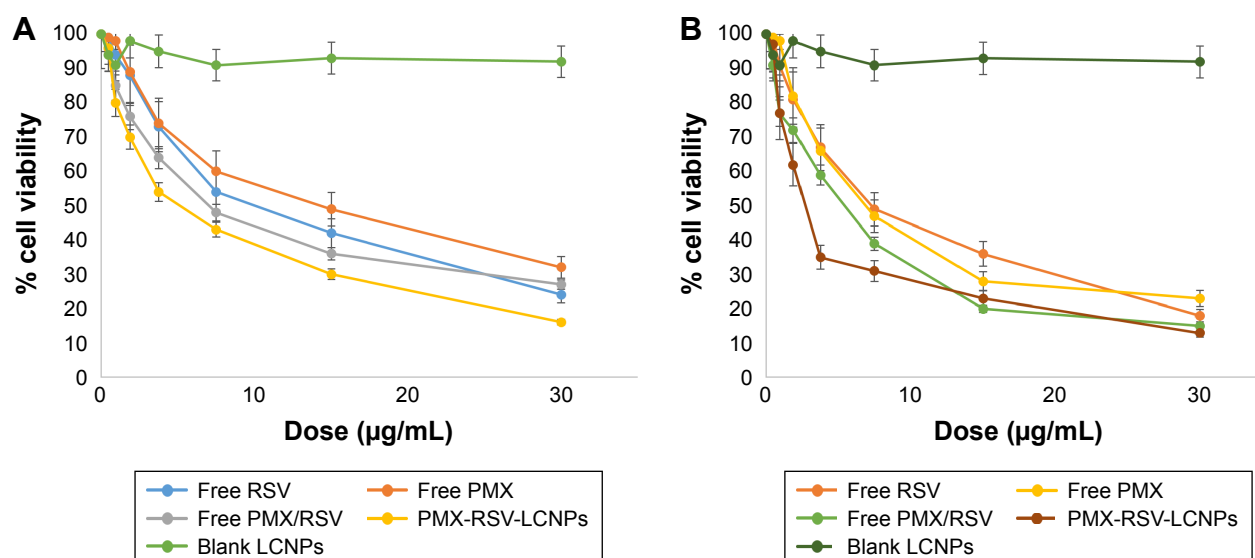 A
100
90
80
70
60
50
40
30
20
10
0
% cell viability
0 10 20 30
Dose (µg/mL)
Free RSV Free PMX
Free PMX/RSV PMX-RSV-LCNPs
Blank LCNPs
B
100
90
80
70
60
50
40
30
20
10
0
% cell viability
0 10 20 30
Dose (µg/mL)
Free RSV Free PMX
Free PMX/RSV PMX-RSV-LCNPs
Blank LCNPs